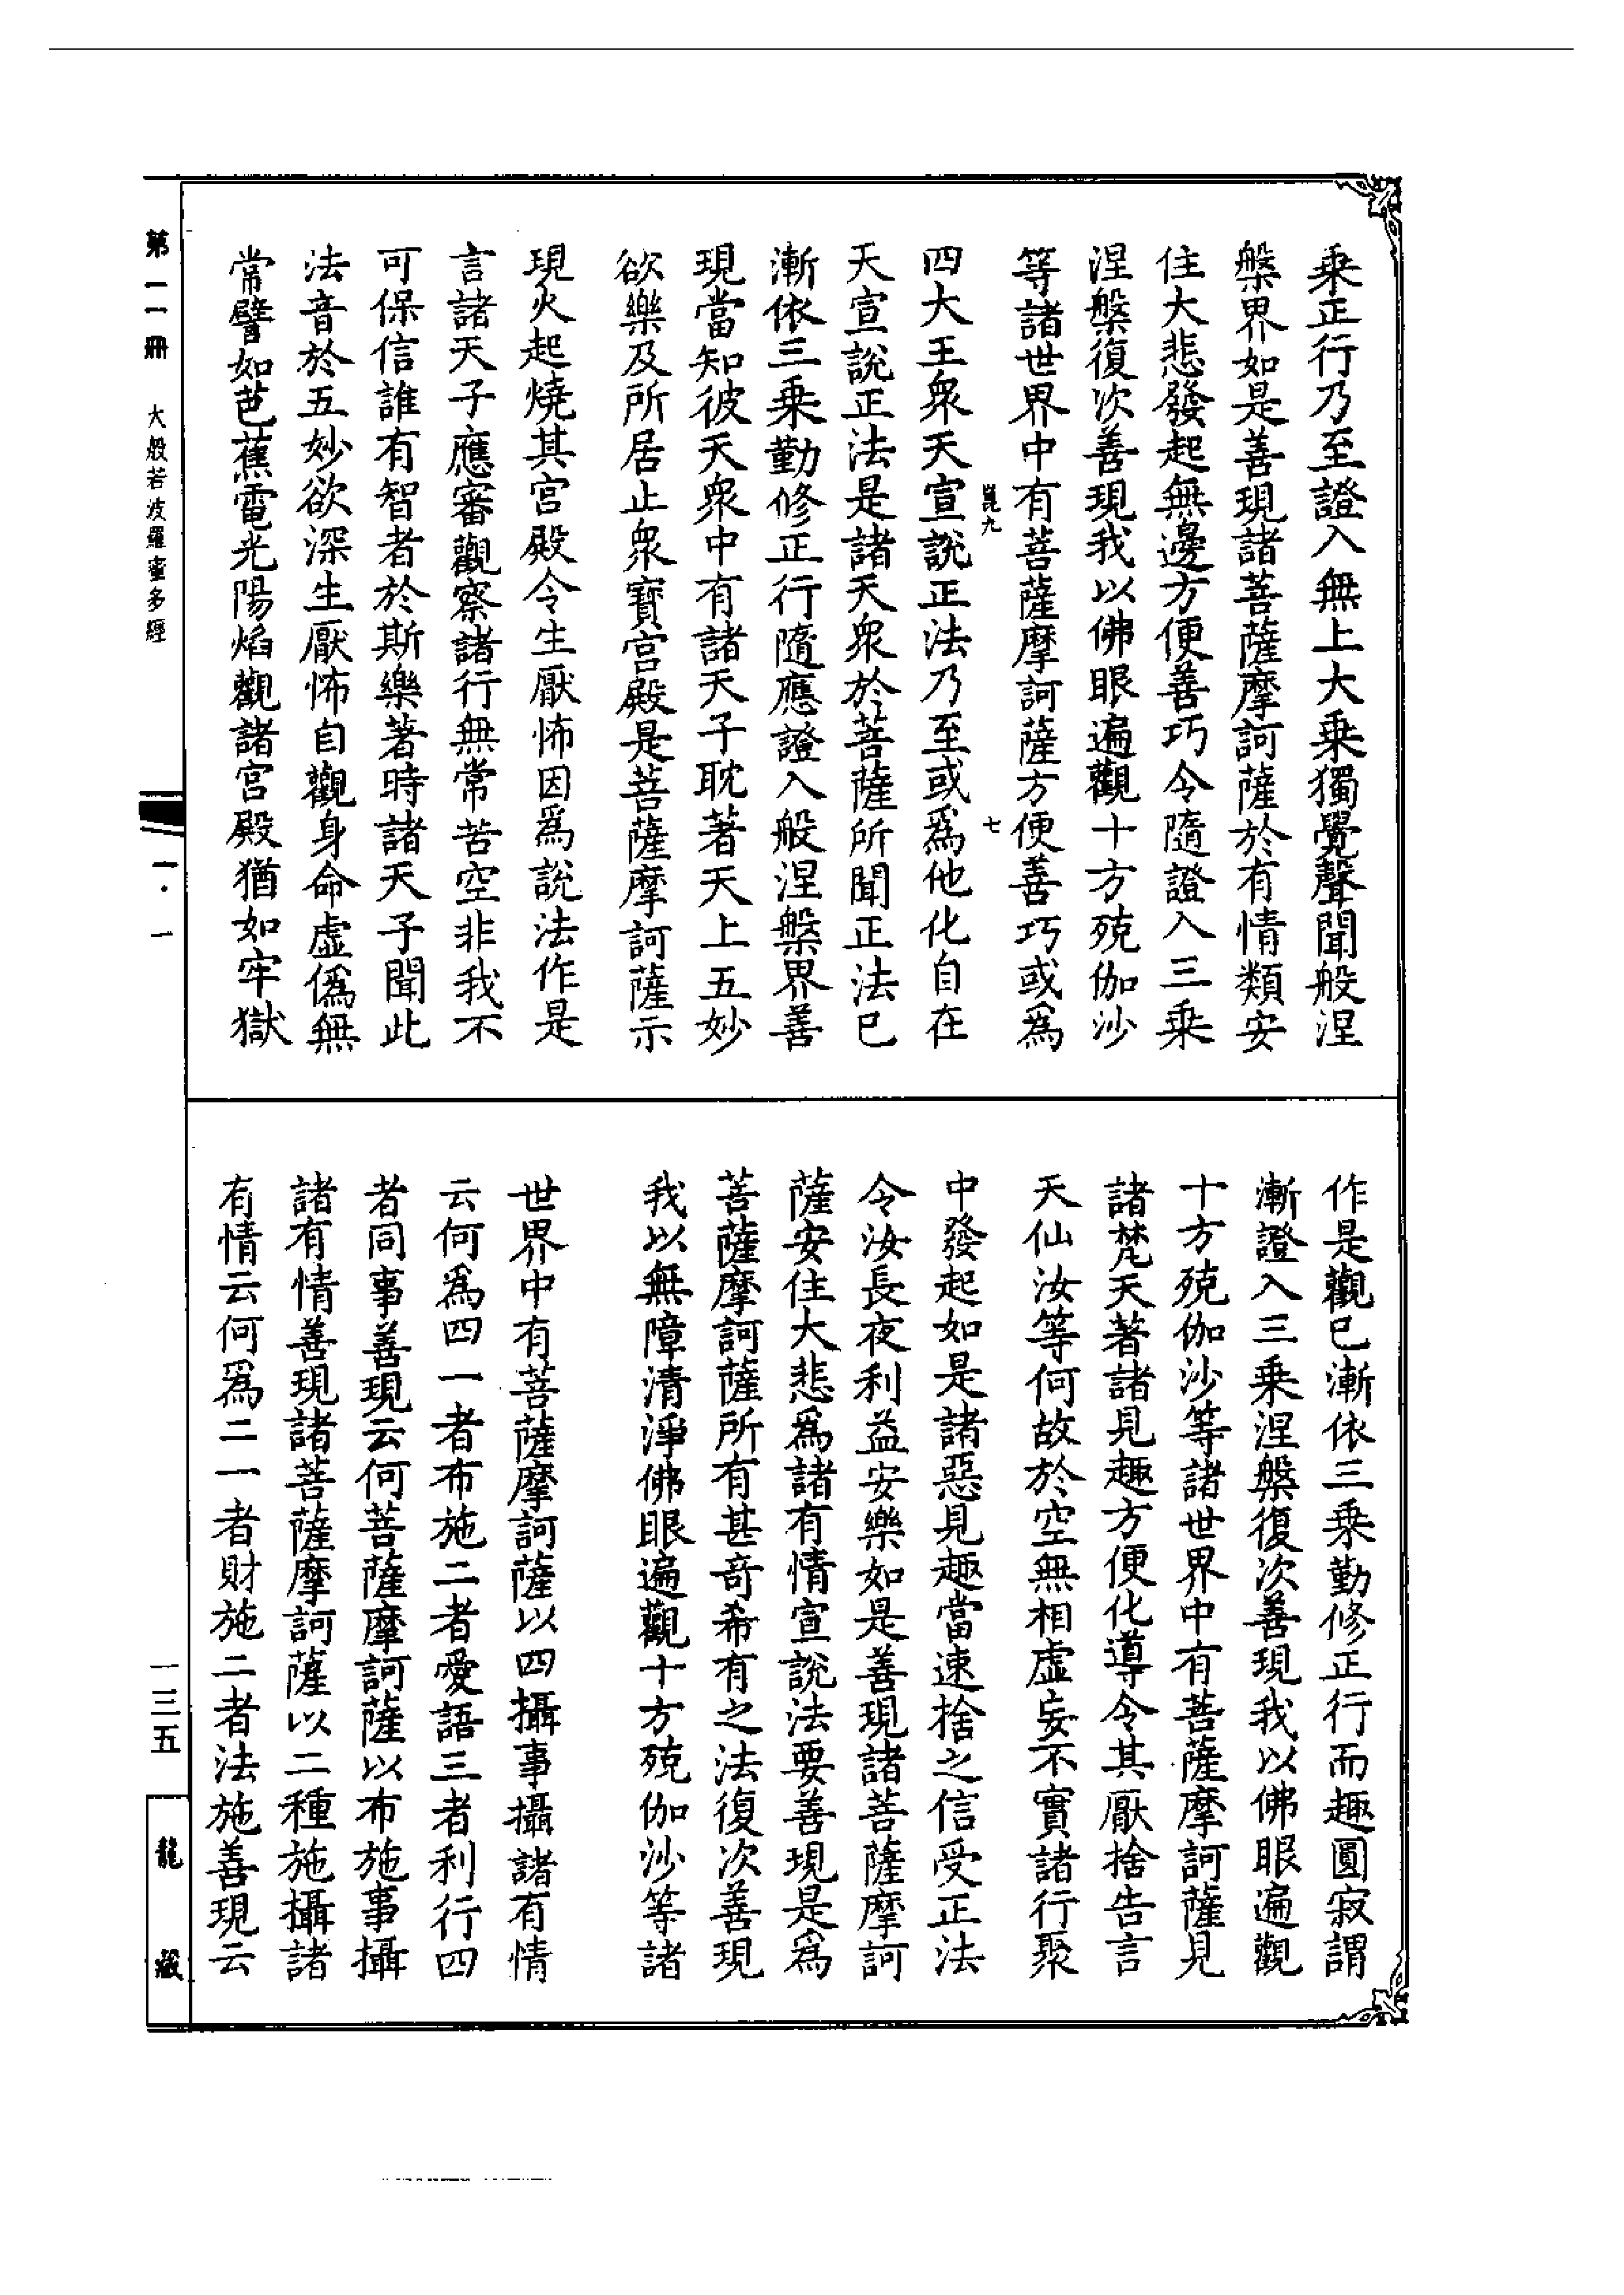 乘正行乃至證入無上大乘獨覺聲聞般涅
槃界如是善現諸菩薩摩訶薩於有情類安
住大悲發起無邊方便善巧令隨證入三乘
涅槃復次善現我以佛眼遍觀十方殑伽沙
等諸世界中有菩薩摩訶薩方便善巧或爲
崑九 七
四大王衆天宣說正法乃至或爲他化自在
天宣說正法是諸天衆於菩薩所聞正法已
漸依三乘勤修正行隨應證入般涅槃界善
現當知彼天衆中有諸天子耽著天上五妙
欲樂及所居止衆寶宮殿是菩薩摩訶薩示
現火起燒其宮殿令生厭怖因爲說法作是
言諸天子應審觀察諸行無常苦空非我不
可保信誰有智者於斯樂著時諸天子聞此
法音於五妙欲深生厭怖自觀身命虛僞無
常譬如芭蕉電光陽焰觀諸宮殿猶如牢獄
作是觀已漸依三乘勤修正行而趣圓寂謂
漸證入三乘涅槃復次善現我以佛眼遍觀
十方殑伽沙等諸世界中有菩薩摩訶薩見
諸梵天著諸見趣方便化導令其厭捨告言
天仙汝等何故於空無相虛妄不實諸行聚
中發起如是諸惡見趣當速捨之信受正法
令汝長夜利益安樂如是善現諸菩薩摩訶
薩安住大悲爲諸有情宣說法要善現是爲
菩薩摩訶薩所有甚奇希有之法復次善現
我以無障清淨佛眼遍觀十方殑伽沙等諸
世界中有菩薩摩訶薩以四攝事攝諸有情
云何爲四一者布施二者愛語三者利行四
者同事善現云何菩薩摩訶薩以布施事攝
諸有情善現諸菩薩摩訶薩以二種施攝諸
有情云何爲二一者財施二者法施善現云
第一一冊 大般若波羅蜜多經
一·一
一三五
龍藏